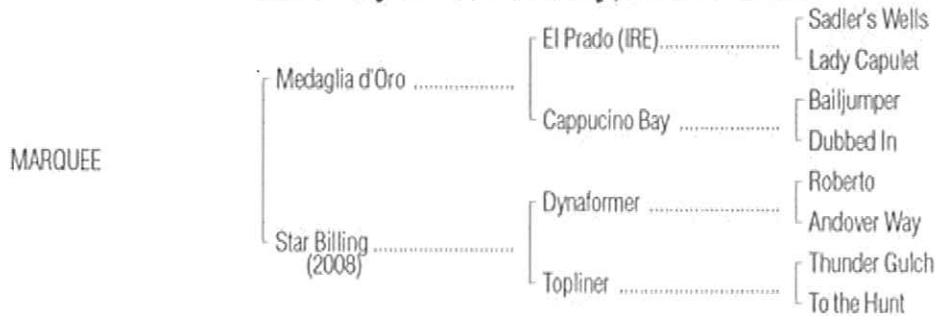 Sadler's Wells
El Prado (IRE)
Lady Capulet
Medaglia d'Oro
Bailjumper
Cappucino Bay
Dubbed In
MARQUEE
Roberto
Dynaformer
Andover Way
Star Billing
(2008)
Thunder Gulch
Topliner
To the Hunt